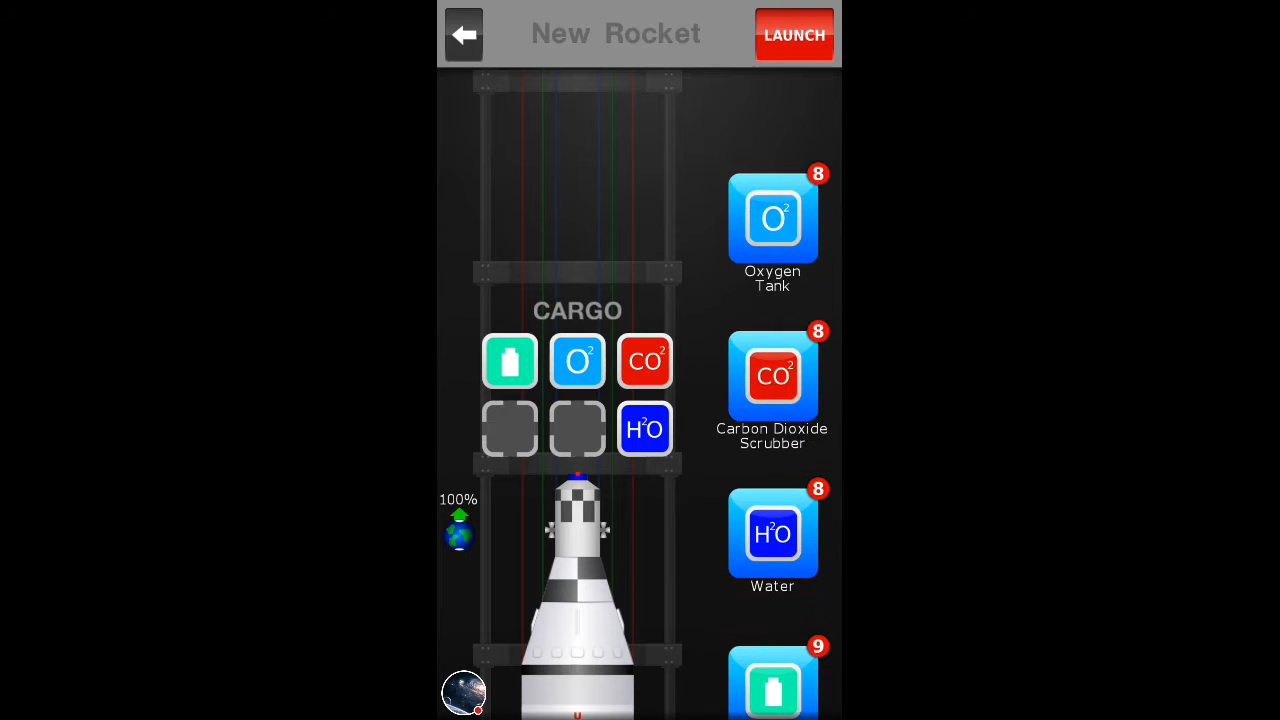 New Rocket
LAUNCH
8
O²
Oxygen
Tank
CARGO
O²
CO²
8
CO²
Carbon Dioxide
Scrubber
H²O
100%
8
H²O
Water
9
U